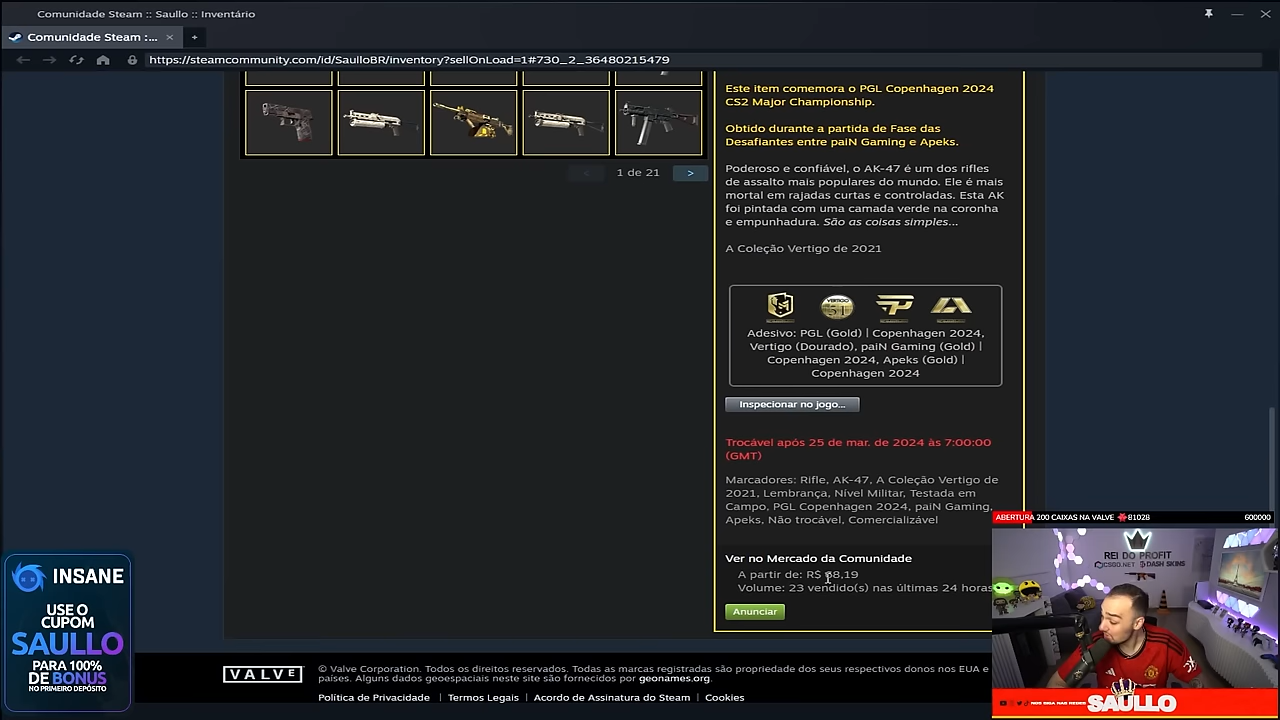 Comunidade Steam :: Saullo :: Inventário
Comunidade Steam :...
https://steamcommunity.com/id/SaulloBR/inventory?sellOnLoad=1#730_2_36480215479
Este item comemora o PGL Copenhagen 2024
CS2 Major Championship.
Obtido durante a partida de Fase das
Desafiantes entre paiN Gaming e Apeks.
1 de 21
Poderoso e confiável, o AK-47 é um dos rifles
de assalto mais populares do mundo. Ele é mais
mortal em rajadas curtas e controladas. Esta AK
foi pintada com uma camada verde na coronha
e empunhadura. São as coisas simples...
A Coleção Vertigo de 2021
VERTIGO
Adesivo: PGL (Gold) | Copenhagen 2024,
Vertigo (Dourado), paiN Gaming (Gold) |
Copenhagen 2024, Apeks (Gold) |
Copenhagen 2024
Inspecionar no jogo...
Trocável após 25 de mar. de 2024 às 7:00:00
(GMT)
Marcadores: Rifle, AK-47, A Coleção Vertigo de
2021, Lembrança, Nível Militar, Testada em
Campo, PGL Copenhagen 2024, paiN Gaming,
Apeks, Não trocável, Comercializável
Ver no Mercado da Comunidade
A partir de: R$
Volume: 23 vendido(s) nas últimas 24 horas
Anunciar
VALVE
© Valve Corporation. Todos os direitos reservados. Todas as marcas registradas são propriedade dos seus respectivos donos nos EUA e
países. Alguns dados geoespaciais neste site são fornecidos por geonames.org.
Política de Privacidade | Termos Legais | Acordo de Assinatura do Steam | Cookies
INSANE
USE O
CUPOM
SAULLO
PARA 100%
DE BONUS
NO PRIMEIRO DEPÓSITO
ABERTURA 200 CAIXAS NA VALVE 81028 600000
REI DO PROFIT
CSGO.NET DASH SKINS
NOS SIGA NAS REDES
SAULLO